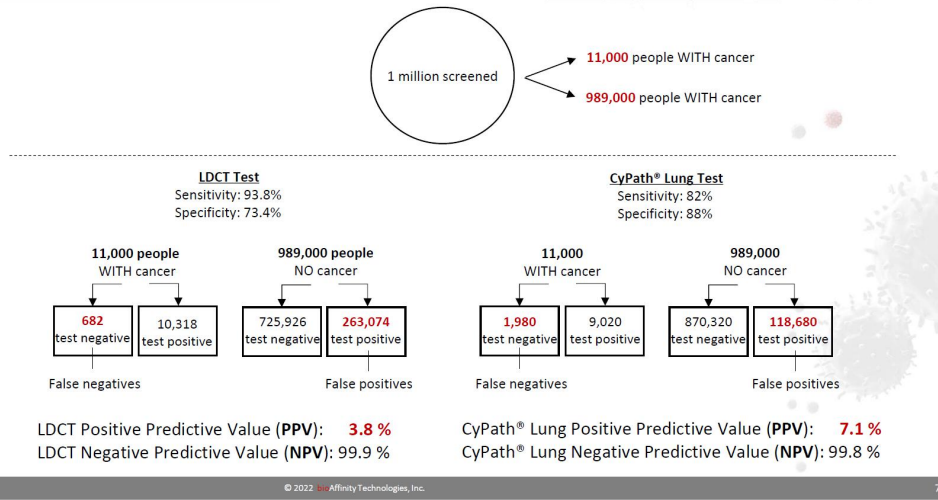 1 million screened
11,000 people WITH cancer
989,000 people WITH cancer
LDCT Test
Sensitivity: 93.8%
Specificity: 73.4%
11,000 people
WITH cancer
989,000 people
NO cancer
682
test negative
10,318
test positive
725,926
test negative
263,074
test positive
False negatives
False positives
LDCT Positive Predictive Value (PPV): 3.8 %
LDCT Negative Predictive Value (NPV): 99.9 %
CyPath® Lung Test
Sensitivity: 82%
Specificity: 88%
11,000
WITH cancer
989,000
NO cancer
1,980
test negative
9,020
test positive
870,320
test negative
118,680
test positive
False negatives
False positives
CyPath® Lung Positive Predictive Value (PPV): 7.1 %
CyPath® Lung Negative Predictive Value (NPV): 99.8 %
© 2022 bioAffinity Technologies, Inc.
7